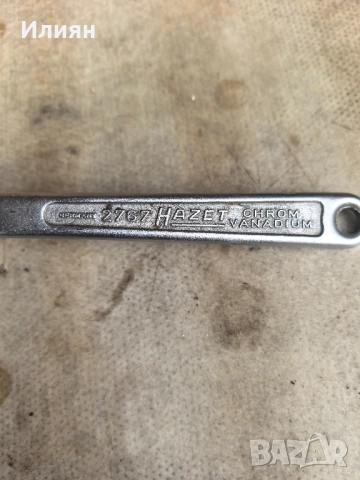 Илиян
2767 HAZET CHROM
VANADIUM
BAZAR